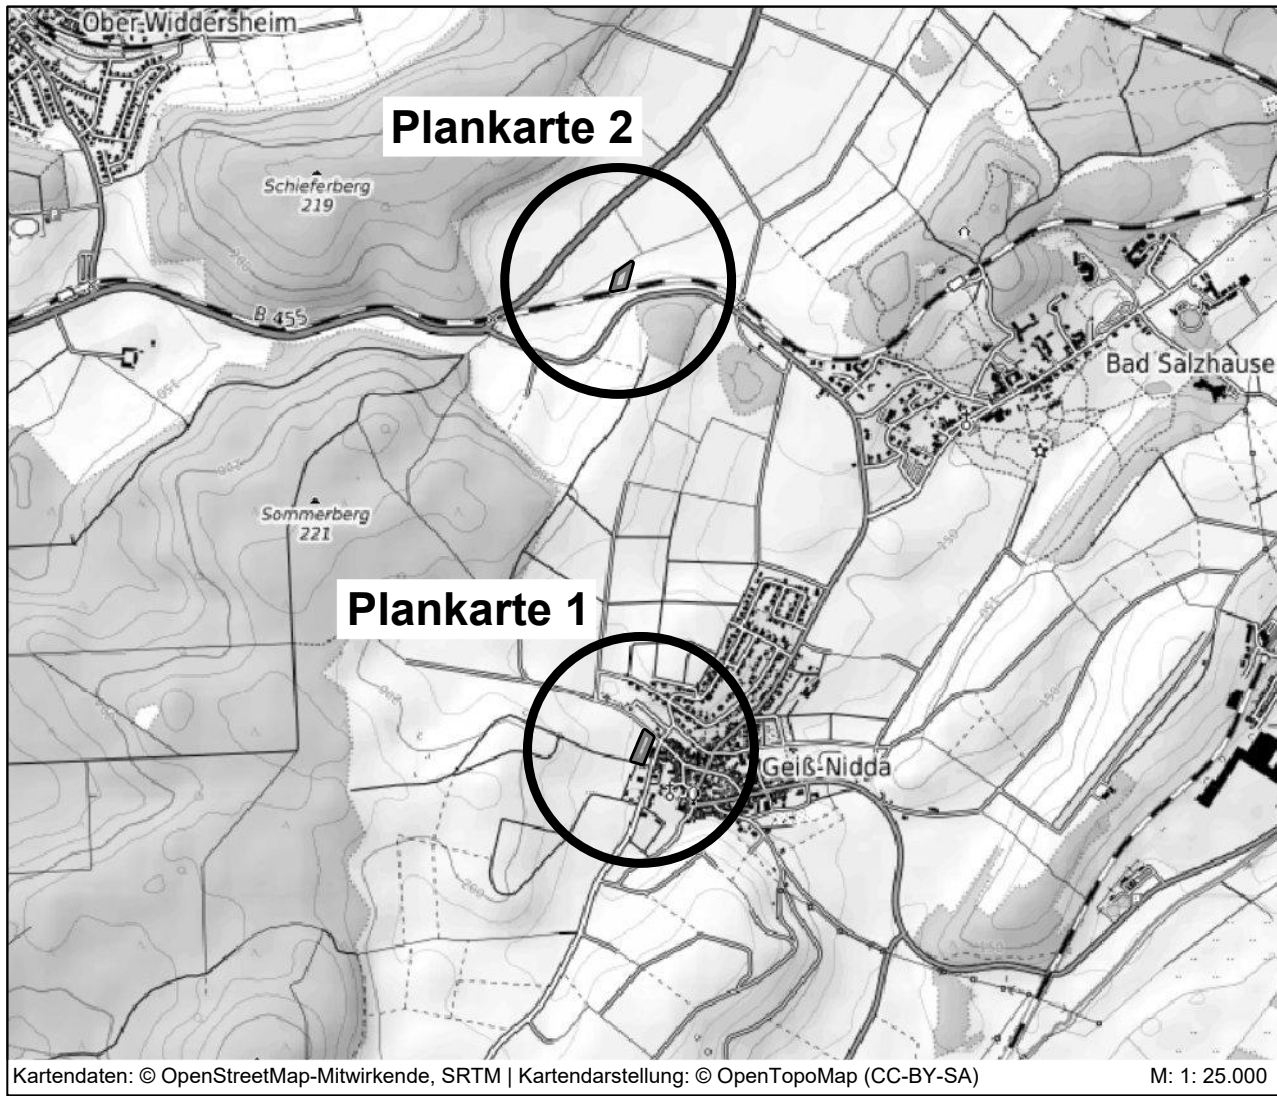 Ober-Widdersheim
Plankarte 2
Schieferberg
219
B 455
Bad Salzhause
Sommerberg
221
Plankarte 1
Geiß-Nidda
Kartendaten: © OpenStreetMap-Mitwirkende, SRTM | Kartendarstellung: © OpenTopoMap (CC-BY-SA)
M: 1: 25.000